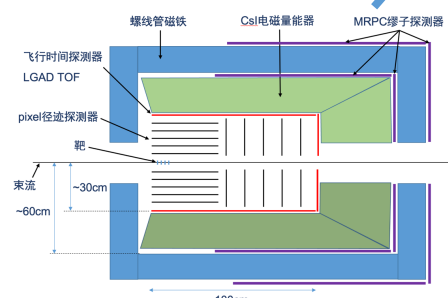 螺线管磁铁
CsI电磁量能器
MRPC缪子探测器
飞行时间探测器
LGAD TOF
pixel径迹探测器
靶
束流
~30cm
~60cm